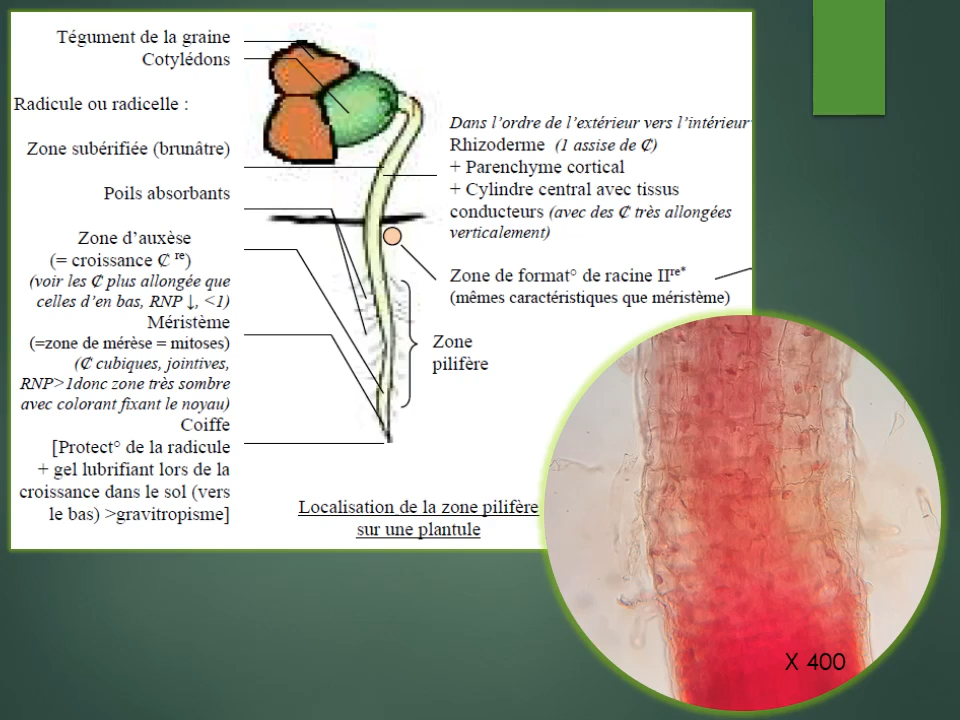 Tégument de la graine
Cotylédons
Radicule ou radicelle :
Zone subérifiée (brunâtre)
Poils absorbants
Zone d'auxèse
(= croissance ₡ re)
(voir les ₡ plus allongée que
celles d'en bas, RNP ↓, <1)
Méristème
(=zone de mérèse = mitoses)
(₡ cubiques, jointives,
RNP>1donc zone très sombre
avec colorant fixant le noyau)
Coiffe
[Protect° de la radicule
+ gel lubrifiant lors de la
croissance dans le sol (vers
le bas) >gravitropisme]
Dans l'ordre de l'extérieur vers l'intérieur
Rhizoderme (1 assise de ₡)
+ Parenchyme cortical
+ Cylindre central avec tissus
conducteurs (avec des ₡ très allongées
verticalement)
Zone de format° de racine IIre*
(mêmes caractéristiques que méristème)
Zone
pilifère
Localisation de la zone pilifère
sur une plantule
X 400